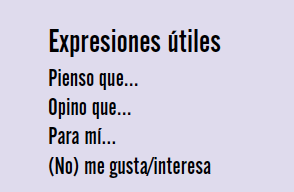 Expresiones útiles
Pienso que...
Opino que...
Para mí...
(No) me gusta/interesa